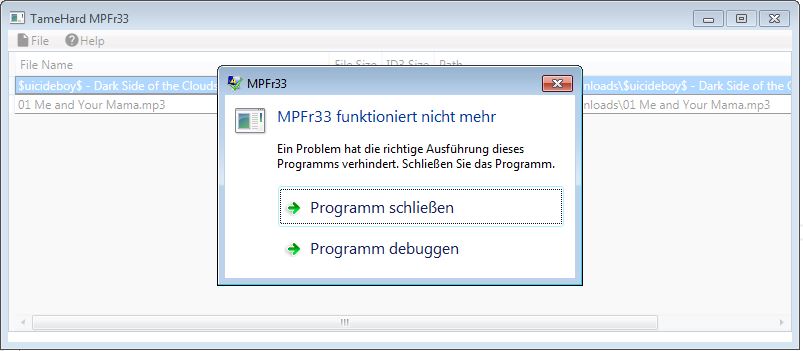 TameHard MPFr33
File Help
File Name File Size ID3 Size Path
$uicideboy$ - Dark Side of the Clouds nloads\$uicideboy$ - Dark Side of the Clou
01 Me and Your Mama.mp3 nloads\01 Me and Your Mama.mp3
MPFr33
MPFr33 funktioniert nicht mehr
Ein Problem hat die richtige Ausführung dieses
Programms verhindert. Schließen Sie das Programm.
Programm schließen
Programm debuggen